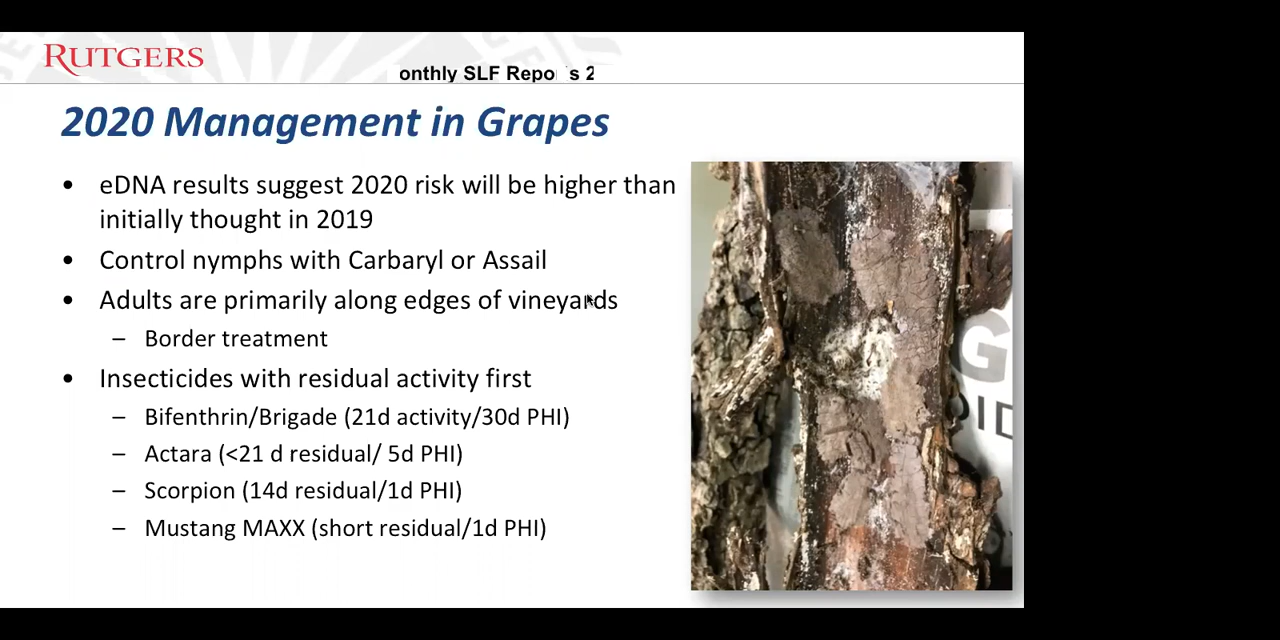 RUTGERS
onthly SLF Repo s 2
2020 Management in Grapes
• eDNA results suggest 2020 risk will be higher than
initially thought in 2019
• Control nymphs with Carbaryl or Assail
• Adults are primarily along edges of vineyards
– Border treatment
• Insecticides with residual activity first
– Bifenthrin/Brigade (21d activity/30d PHI)
– Actara (<21 d residual/ 5d PHI)
– Scorpion (14d residual/1d PHI)
– Mustang MAXX (short residual/1d PHI)